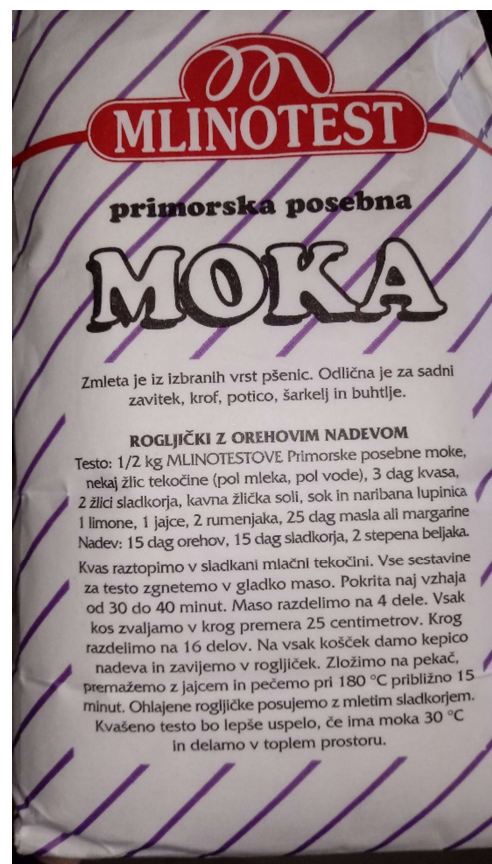 MLINOTEST
primorska posebna
MOKA
Zmleta je iz izbranih vrst pšenic. Odlična je za sadni
zavitek, krof, potico, šarkelj in buhtlje.
ROGLJIČKI Z OREHOVIM NADEVOM
Testo: 1/2 kg MLINOTESTOVE Primorske posebne moke,
nekaj žlic tekočine (pol mleka, pol vode), 3 dag kvasa,
2 žlici sladkorja, kavna žlička soli, sok in naribana lupinica
1 limone, 1 jajce, 2 rumenjaka, 25 dag masla ali margarine
Nadev: 15 dag orehov, 15 dag sladkorja, 2 stepena beljaka.
Kvas raztopimo v sladkani mlačni tekočini. Vse sestavine
za testo zgnetemo v gladko maso. Pokrita naj vzhaja
od 30 do 40 minut. Maso razdelimo na 4 dele. Vsak
kos zvaljamo v krog premera 25 centimetrov. Krog
razdelimo na 16 delov. Na vsak košček damo kepico
nadeva in zavijemo v rogljiček. Zložimo na pekač,
premažemo z jajcem in pečemo pri 180 °C približno 15
minut. Ohlajene rogljičke posujemo z mletim sladkorjem.
Kvašeno testo bo lepše uspelo, če ima moka 30 °C
in delamo v toplem prostoru.